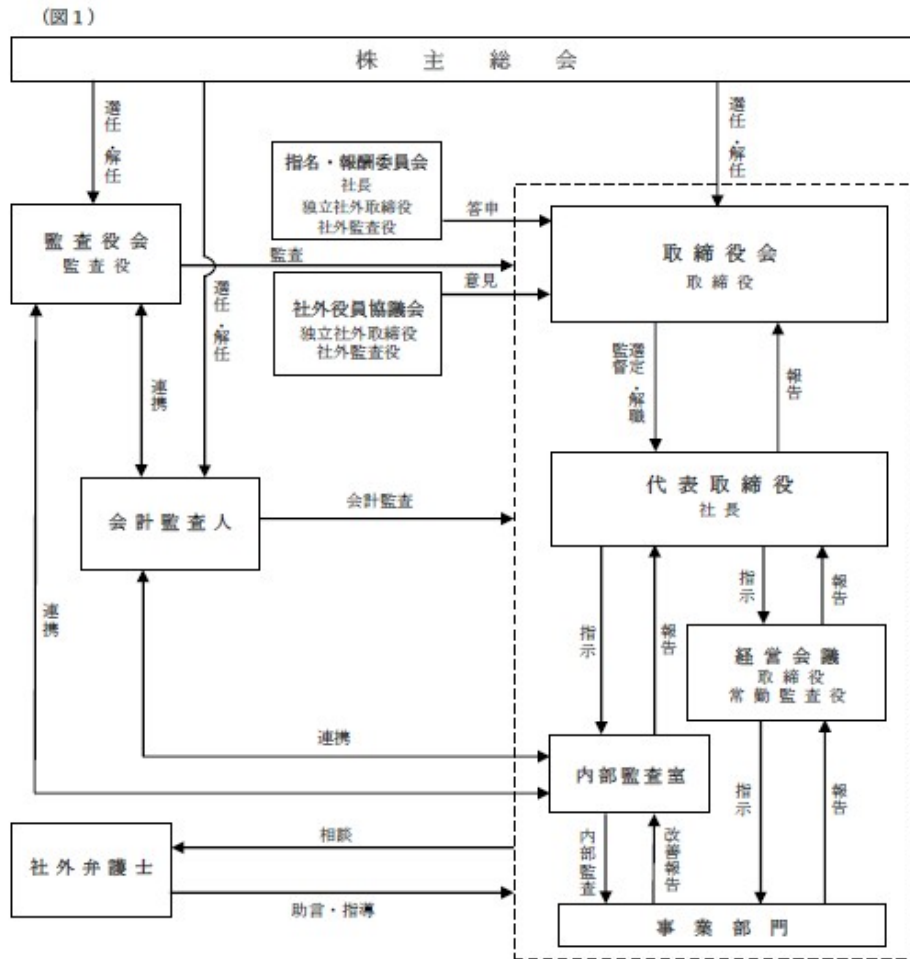 (図1)
株主総会
選任・解任
選任・解任
選任・解任
指名・報酬委員会
社長
独立社外取締役
社外監査役
答申
監査役会
監査役
監査
取締役会
取締役
社外役員協議会
独立社外取締役
社外監査役
意見
連携
選定・解職
監督
報告
会計監査人
会計監査
代表取締役
社長
連携
指示
報告
指示
報告
経営会議
取締役
常勤監査役
連携
内部監査室
指示
報告
社外弁護士
相談
助言・指導
内部監査
改善報告
事業部門